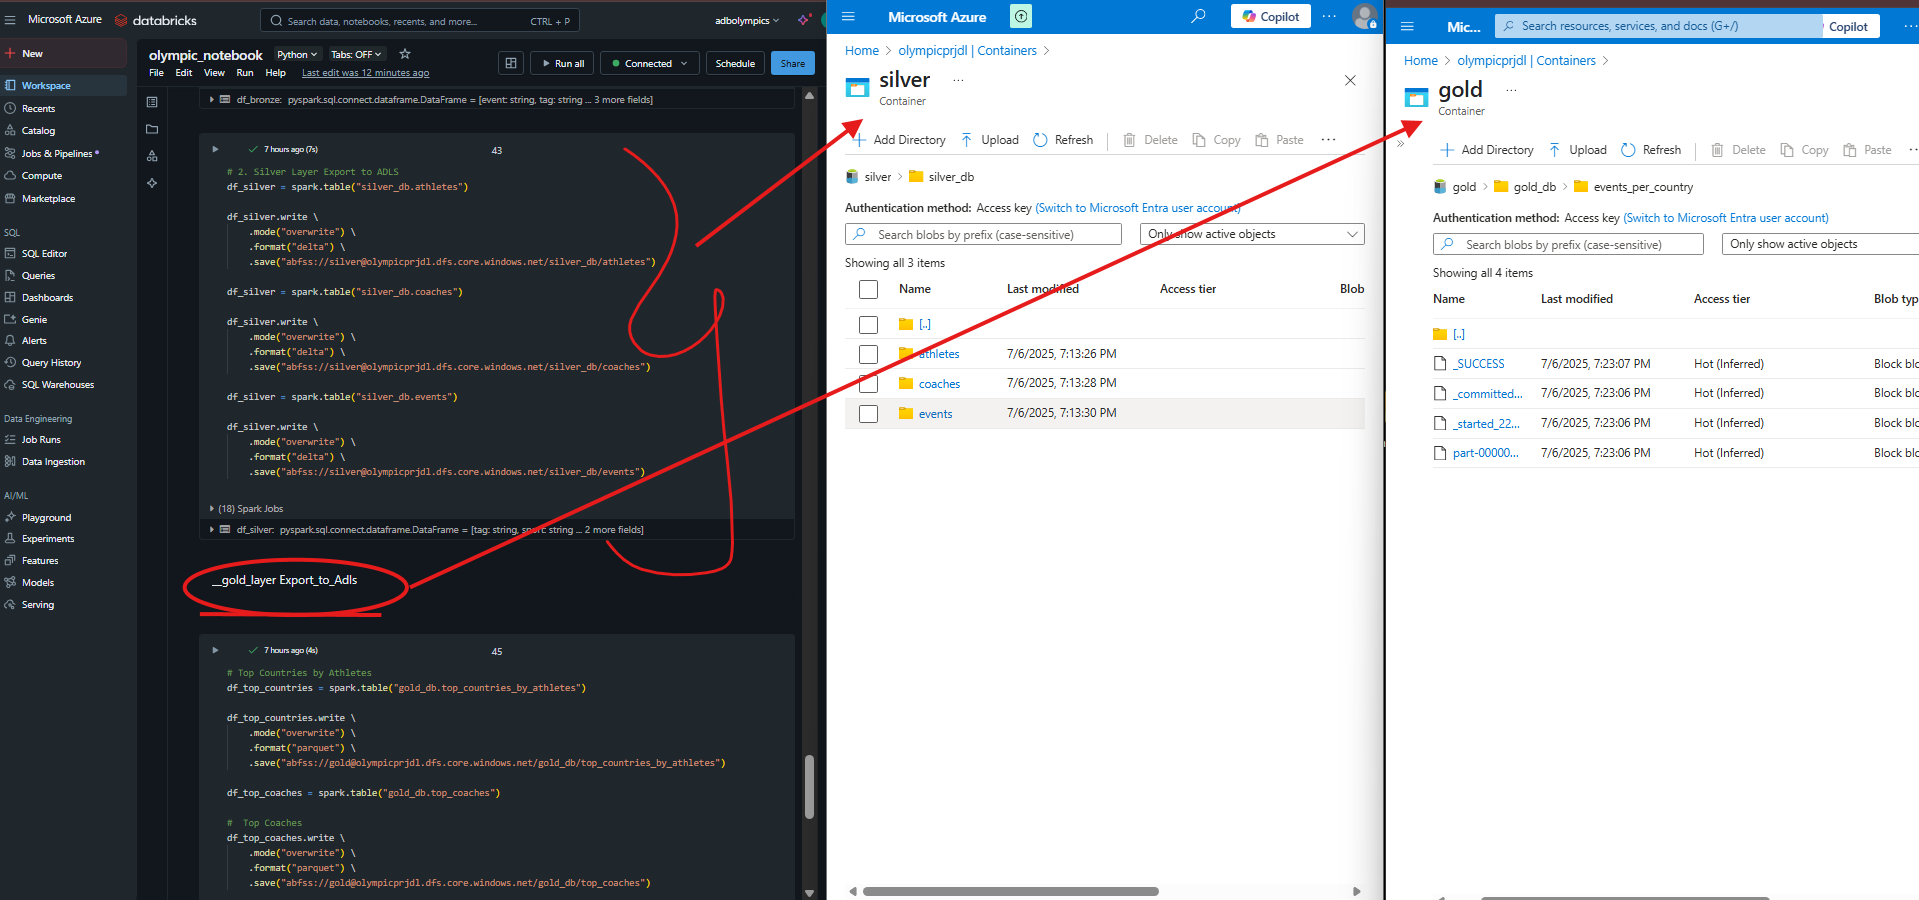 Microsoft Azure databricks
Search data, notebooks, recents, and more... CTRL + P
adbolympics
New
Workspace
Recents
Catalog
Jobs & Pipelines
Compute
Marketplace
SQL
SQL Editor
Queries
Dashboards
Genie
Alerts
Query History
SQL Warehouses
Data Engineering
Job Runs
Data Ingestion
AI/ML
Playground
Experiments
Features
Models
Serving
olympic_notebook Python Tabs: OFF
File Edit View Run Help Last edit was 12 minutes ago
Run all Connected Schedule Share
df_bronze: pyspark.sql.connect.dataframe.DataFrame = [event: string, tag: string ... 3 more fields]
7 hours ago (7s) 43
# 2. Silver Layer Export to ADLS
df_silver = spark.table("silver_db.athletes")
df_silver.write \
.mode("overwrite") \
.format("delta") \
.save("abfss://silver@olympicprjdl.dfs.core.windows.net/silver_db/athletes")
df_silver = spark.table("silver_db.coaches")
df_silver.write \
.mode("overwrite") \
.format("delta") \
.save("abfss://silver@olympicprjdl.dfs.core.windows.net/silver_db/coaches")
df_silver = spark.table("silver_db.events")
df_silver.write \
.mode("overwrite") \
.format("delta") \
.save("abfss://silver@olympicprjdl.dfs.core.windows.net/silver_db/events")
(18) Spark Jobs
df_silver: pyspark.sql.connect.dataframe.DataFrame = [tag: string, sport: string ... 2 more fields]
__gold_layer Export_to_Adls
7 hours ago (4s) 45
# Top Countries by Athletes
df_top_countries = spark.table("gold_db.top_countries_by_athletes")
df_top_countries.write \
.mode("overwrite") \
.format("parquet") \
.save("abfss://gold@olympicprjdl.dfs.core.windows.net/gold_db/top_countries_by_athletes")
df_top_coaches = spark.table("gold_db.top_coaches")
# Top Coaches
df_top_coaches.write \
.mode("overwrite") \
.format("parquet") \
.save("abfss://gold@olympicprjdl.dfs.core.windows.net/gold_db/top_coaches")
Microsoft Azure Copilot ...
Home > olympicprjdl | Containers >
silver ...
Container
Add Directory Upload Refresh Delete Copy Paste ...
silver > silver_db
Authentication method: Access key (Switch to Microsoft Entra user account)
Search blobs by prefix (case-sensitive) Only show active objects
Showing all 3 items
Name Last modified Access tier Blob
[..]
athletes 7/6/2025, 7:13:26 PM
coaches 7/6/2025, 7:13:28 PM
events 7/6/2025, 7:13:30 PM
Mic... Search resources, services, and docs (G+/) Copilot
Home > olympicprjdl | Containers >
gold ...
Container
Add Directory Upload Refresh Delete Copy Paste
gold > gold_db > events_per_country
Authentication method: Access key (Switch to Microsoft Entra user account)
Search blobs by prefix (case-sensitive) Only show active objects
Showing all 4 items
Name Last modified Access tier Blob typ
[..]
_SUCCESS 7/6/2025, 7:23:07 PM Hot (Inferred) Block blo
_committed... 7/6/2025, 7:23:06 PM Hot (Inferred) Block blo
_started_22... 7/6/2025, 7:23:06 PM Hot (Inferred) Block blo
part-00000... 7/6/2025, 7:23:06 PM Hot (Inferred) Block blo